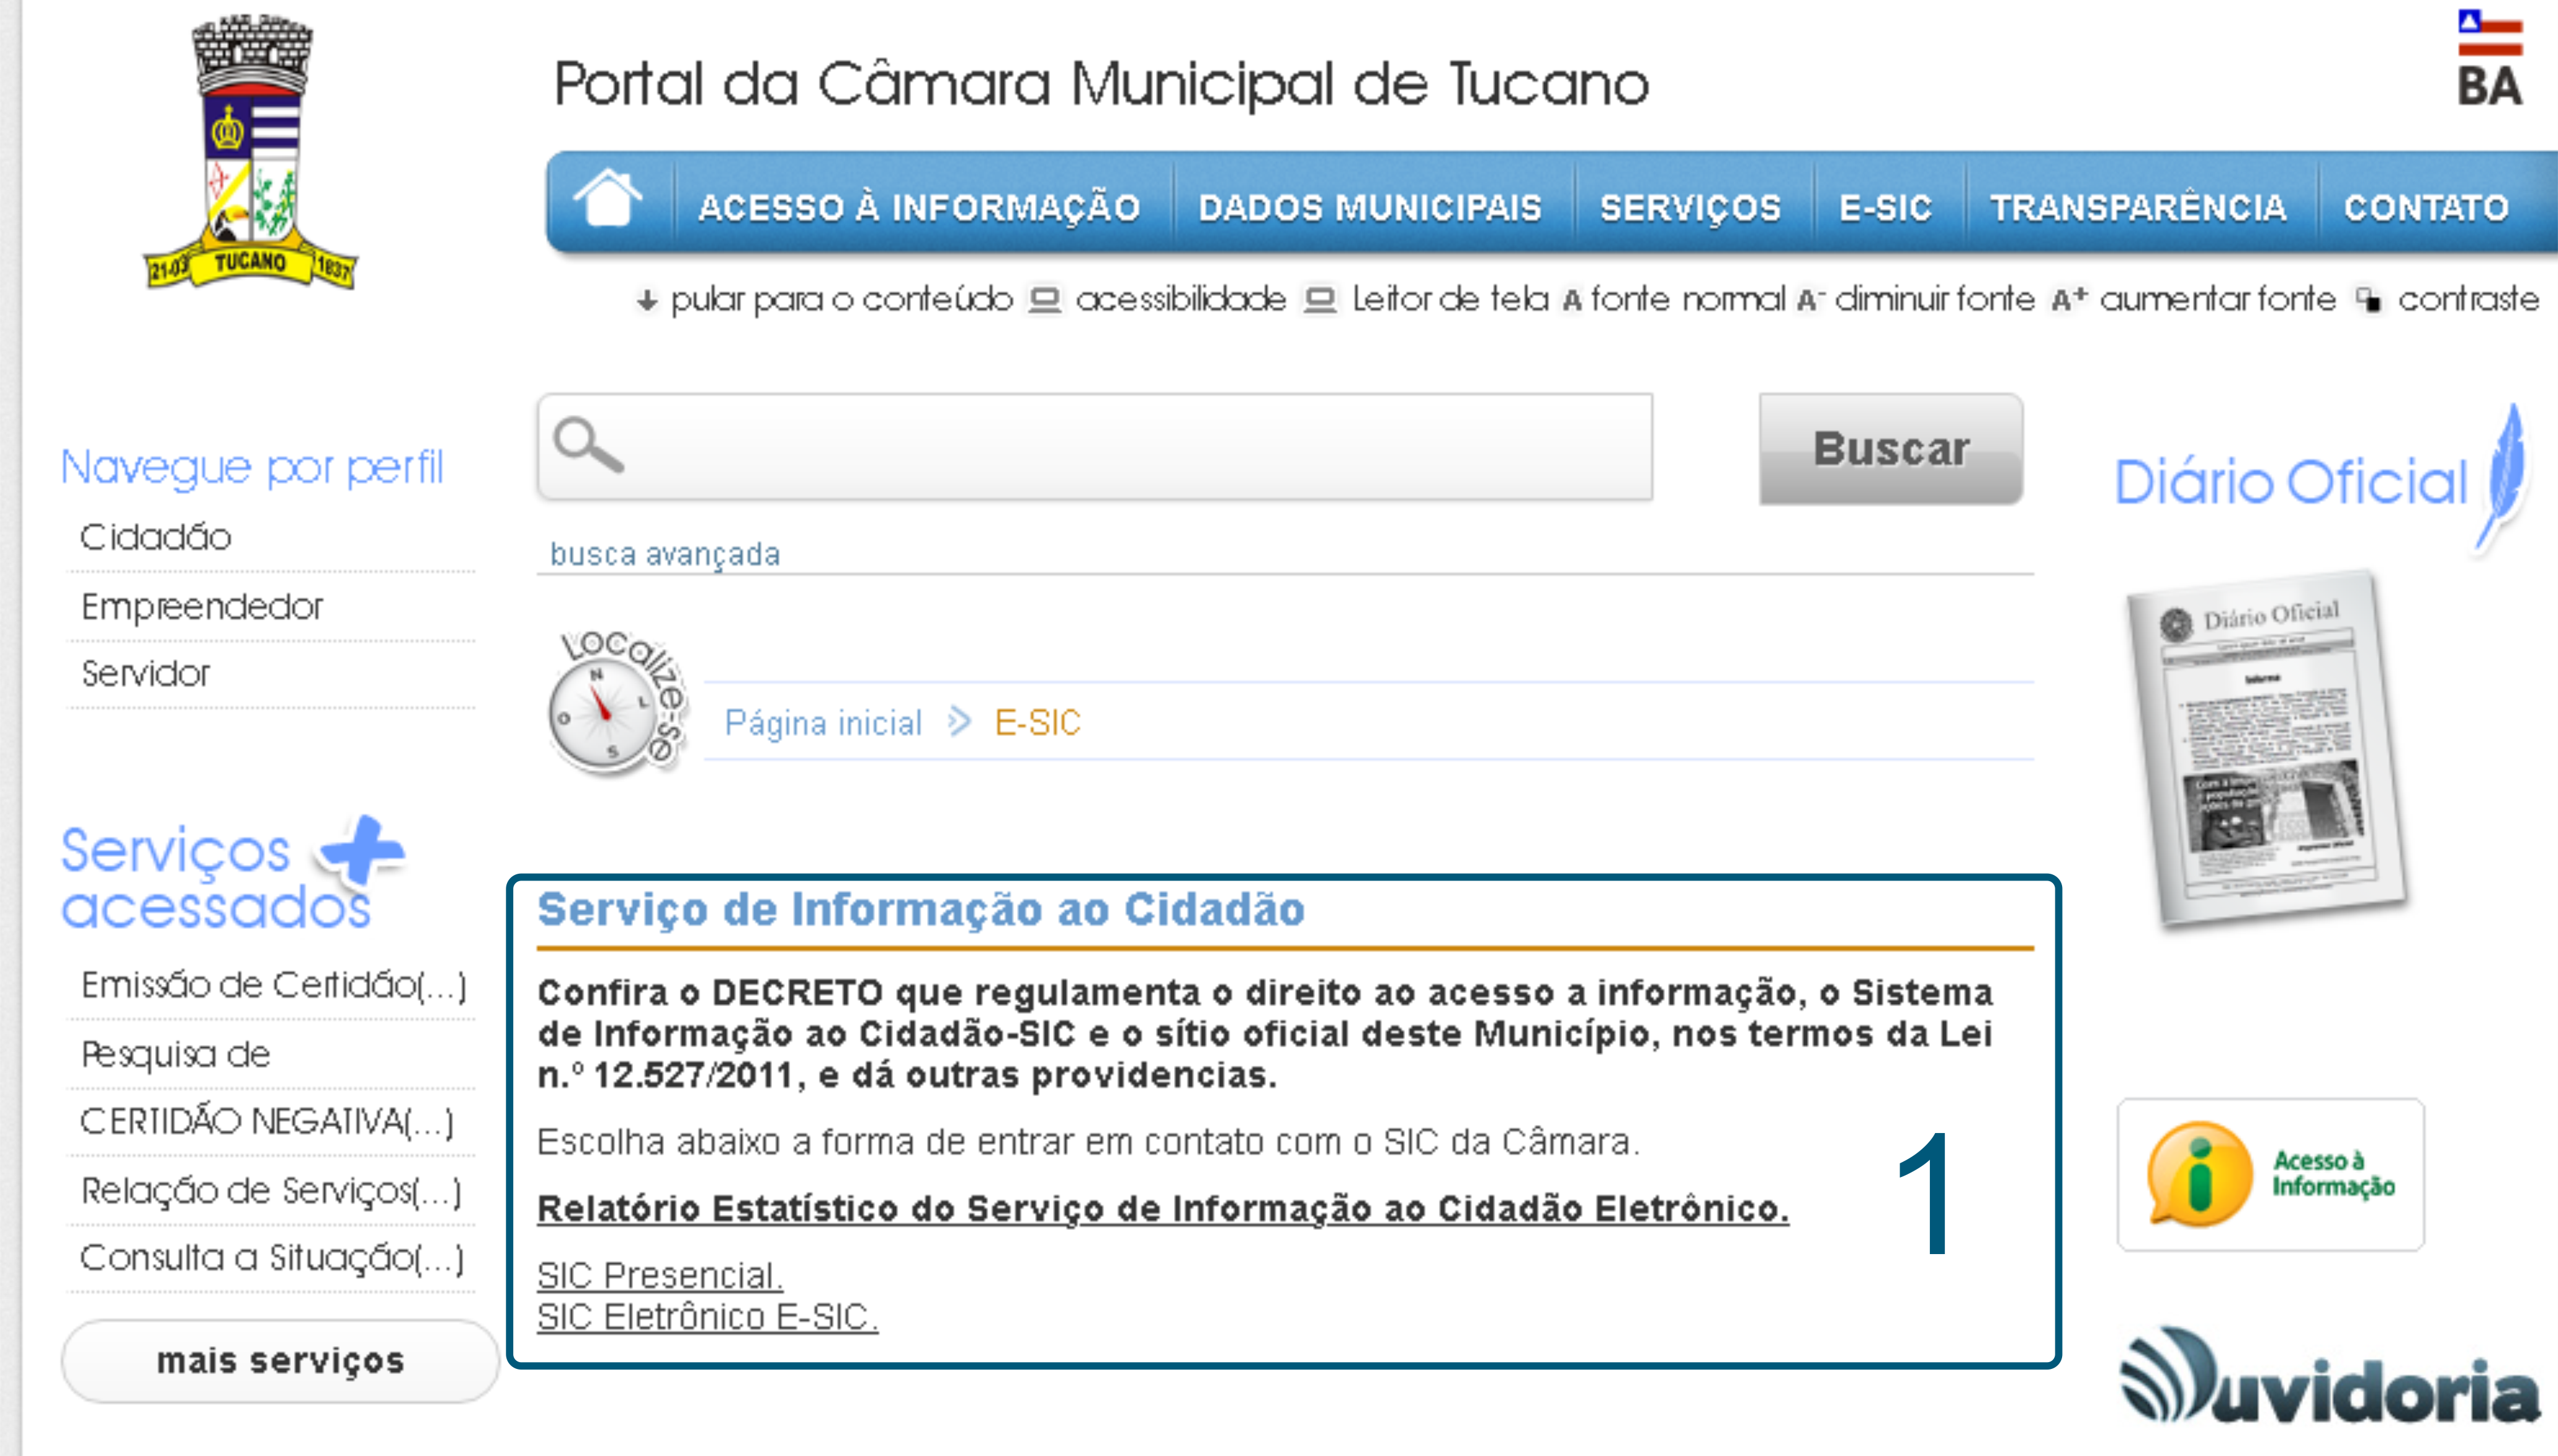 21-03 TUCANO 1837
Portal da Câmara Municipal de Tucano
BA
ACESSO À INFORMAÇÃO DADOS MUNICIPAIS SERVIÇOS E-SIC TRANSPARÊNCIA CONTATO
pular para o conteúdo acessibilidade Leitor de tela A fonte normal A- diminuir fonte A+ aumentar fonte contraste
Navegue por perfil
Cidadão
Empreendedor
Servidor
Serviços
acessados
Emissão de Certidão(...)
Pesquisa de
CERTIDÃO NEGATIVA(...)
Relação de Serviços(...)
Consulta a Situação(...)
mais serviços
Buscar
busca avançada
Localize-se
N
L
S
O
Página inicial E-SIC
Serviço de Informação ao Cidadão
Confira o DECRETO que regulamenta o direito ao acesso a informação, o Sistema
de Informação ao Cidadão-SIC e o sítio oficial deste Município, nos termos da Lei
n.º 12.527/2011, e dá outras providencias.
Escolha abaixo a forma de entrar em contato com o SIC da Câmara.
Relatório Estatístico do Serviço de Informação ao Cidadão Eletrônico.
SIC Presencial.
SIC Eletrônico E-SIC.
1
Diário Oficial
Diário Oficial
Informe
Acesso à
Informação
Ouvidoria